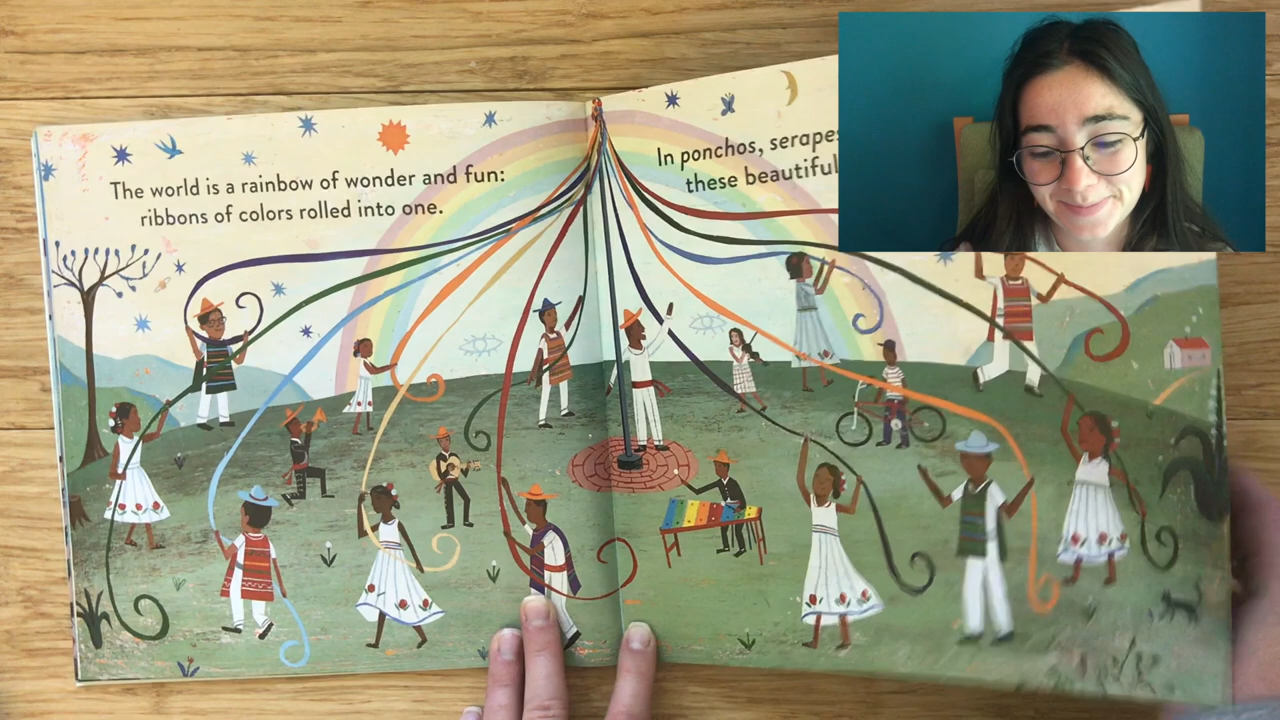 The world is a rainbow of wonder and fun:
ribbons of colors rolled into one.
In ponchos, serapes
these beautiful